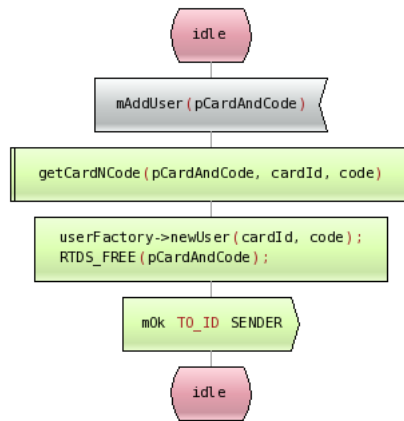 idle
mAddUser(pCardAndCode)
getCardNCode(pCardAndCode, cardId, code)
userFactory->newUser(cardId, code);
RTDS_FREE(pCardAndCode);
mOk TO_ID SENDER
idle